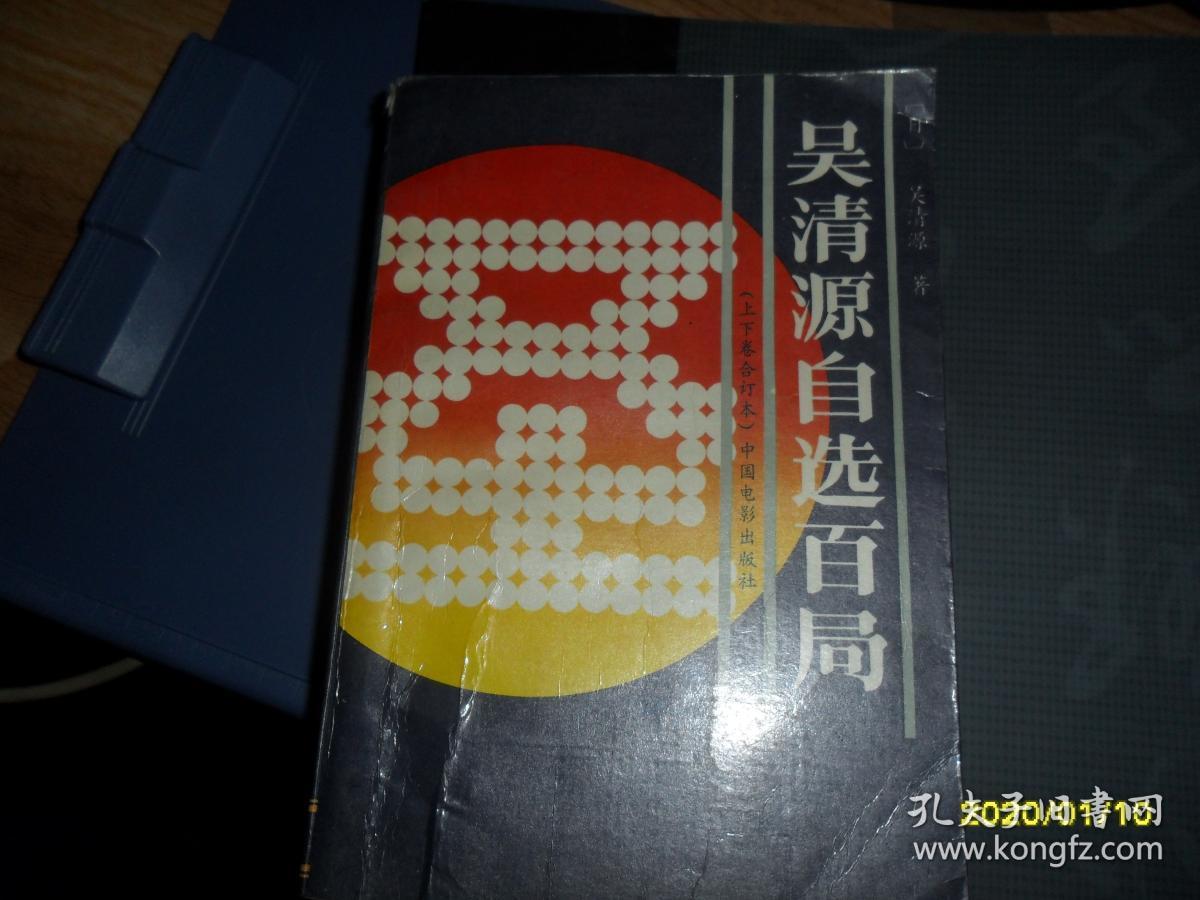 吴清源 著
吴清源自选百局
(上下卷合订本)中国电影出版社
孔夫子旧书网
www.kongfz.com
2020/01/10